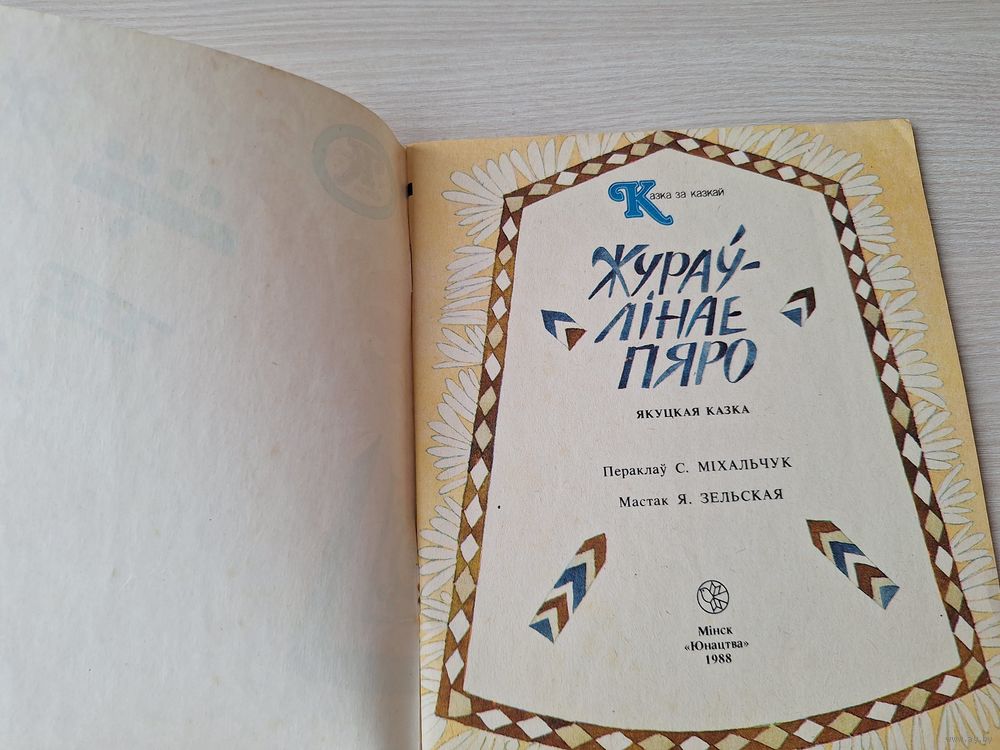 Казка за казкай
ЖУРАЎ-
ЛІНАЕ
ПЯРО
ЯКУЦКАЯ КАЗКА
Пераклаў С. МІХАЛЬЧУК
Мастак Я. ЗЕЛЬСКАЯ
Мінск
«Юнацтва»
1988